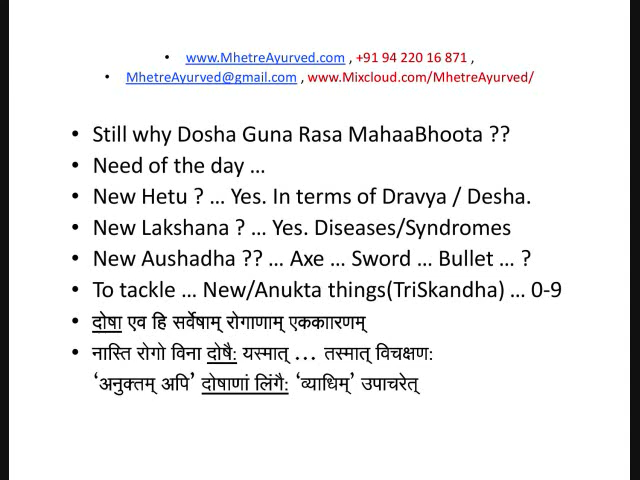 • www.MhetreAyurved.com , +91 94 220 16 871 ,
• MhetreAyurved@gmail.com , www.Mixcloud.com/MhetreAyurved/
• Still why Dosha Guna Rasa MahaaBhoota ??
• Need of the day ...
• New Hetu ? ... Yes. In terms of Dravya / Desha.
• New Lakshana ? ... Yes. Diseases/Syndromes
• New Aushadha ?? ... Axe ... Sword ... Bullet ... ?
• To tackle ... New/Anukta things(TriSkandha) ... 0-9
• दोषा एव हि सर्वेषाम् रोगाणाम् एककाारणम्
• नास्ति रोगो विना दोषै: यस्मात् ... तस्मात् विचक्षण:
‘अनुक्तम् अपि’ दोषाणां लिंगै: ‘व्याधिम्’ उपाचरेत्